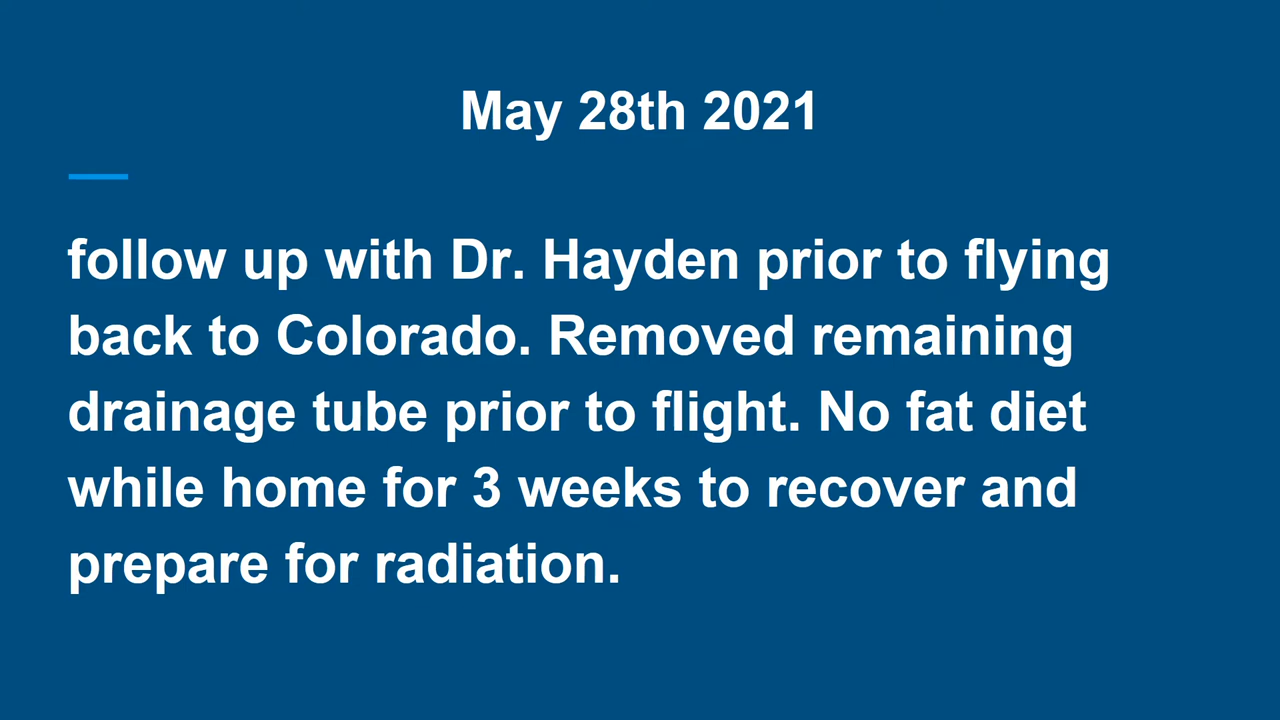 May 28th 2021
follow up with Dr. Hayden prior to flying
back to Colorado. Removed remaining
drainage tube prior to flight. No fat diet
while home for 3 weeks to recover and
prepare for radiation.